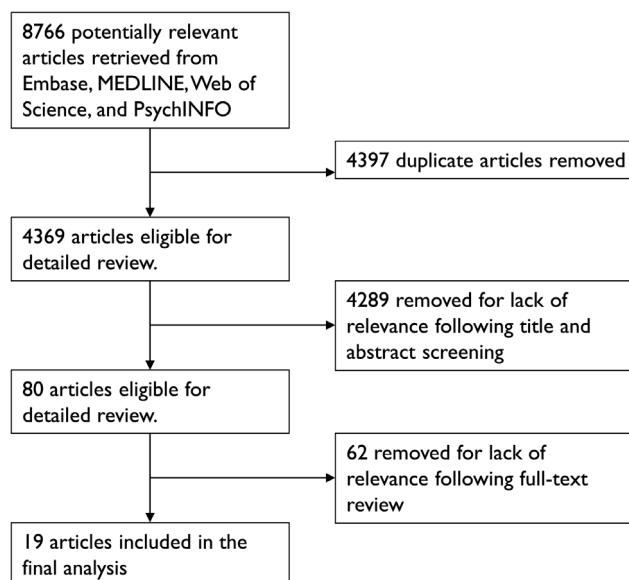 8766 potentially relevant
articles retrieved from
Embase, MEDLINE, Web of
Science, and PsychINFO
4397 duplicate articles removed
4369 articles eligible for
detailed review.
4289 removed for lack of
relevance following title and
abstract screening
80 articles eligible for
detailed review.
62 removed for lack of
relevance following full-text
review
19 articles included in the
final analysis